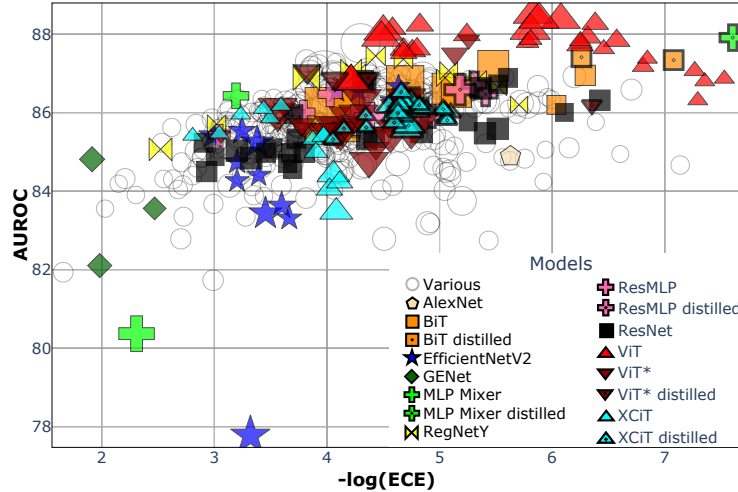 88
86
84
82
80
78
AUROC
2
3
4
5
6
7
-log(ECE)
Models
Various
AlexNet
BiT
BiT distilled
EfficientNetV2
GENet
MLP Mixer
MLP Mixer distilled
RegNetY
ResMLP
ResMLP distilled
ResNet
ViT
ViT*
ViT* distilled
XCiT
XCiT distilled